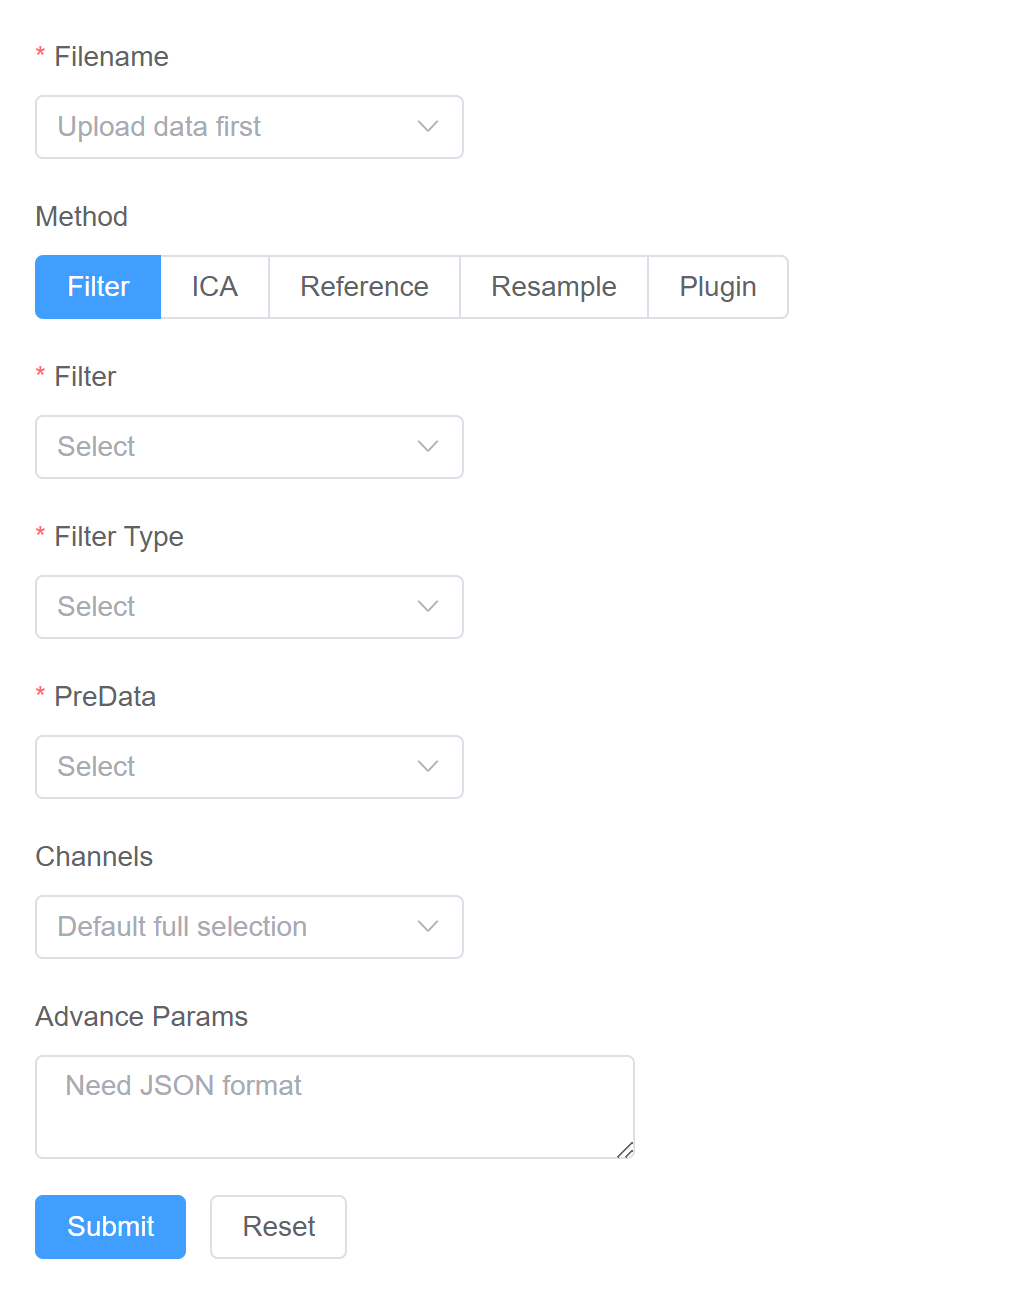 * Filename
Upload data first
Method
Filter ICA Reference Resample Plugin
* Filter
Select
* Filter Type
Select
* PreData
Select
Channels
Default full selection
Advance Params
Need JSON format
Submit Reset